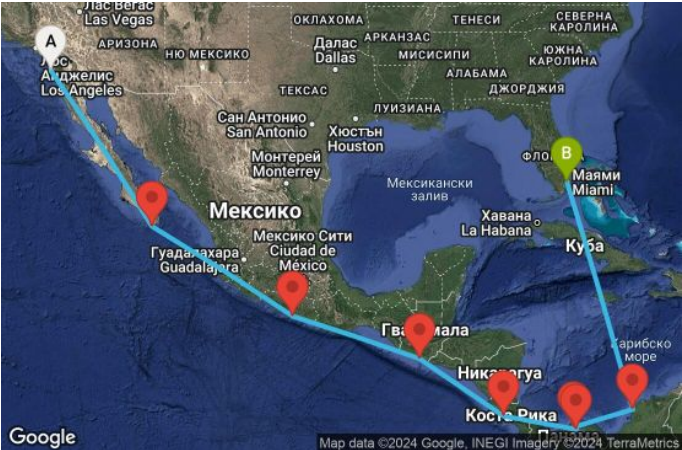 Лас Вегас
Las Vegas
A
Лос
Анджелис
Los Angeles
АРИЗОНА
НЮ МЕКСИКО
ОКЛАХОМА
Далас
Dallas
ТЕКСАС
АРКАНЗАС
ТЕНЕСИ
СЕВЕРНА
КАРОЛИНА
МИСИСИПИ
ЮЖНА
КАРОЛИНА
АЛАБАМА
ДЖОРДЖИЯ
ЛУИЗИАНА
Сан Антонио
San Antonio
Хюстън
Houston
Монтерей
Monterrey
B
Маями
Miami
Мексикански
залив
Мексико
Хавана
La Habana
Куба
Гуадалахара
Guadalajara
Мексико Сити
Ciudad de
México
Никарагуа
Коста Рика
Панама
море
Google
Map data ©2024 Google, INEGI Imagery ©2024 TerraMetrics